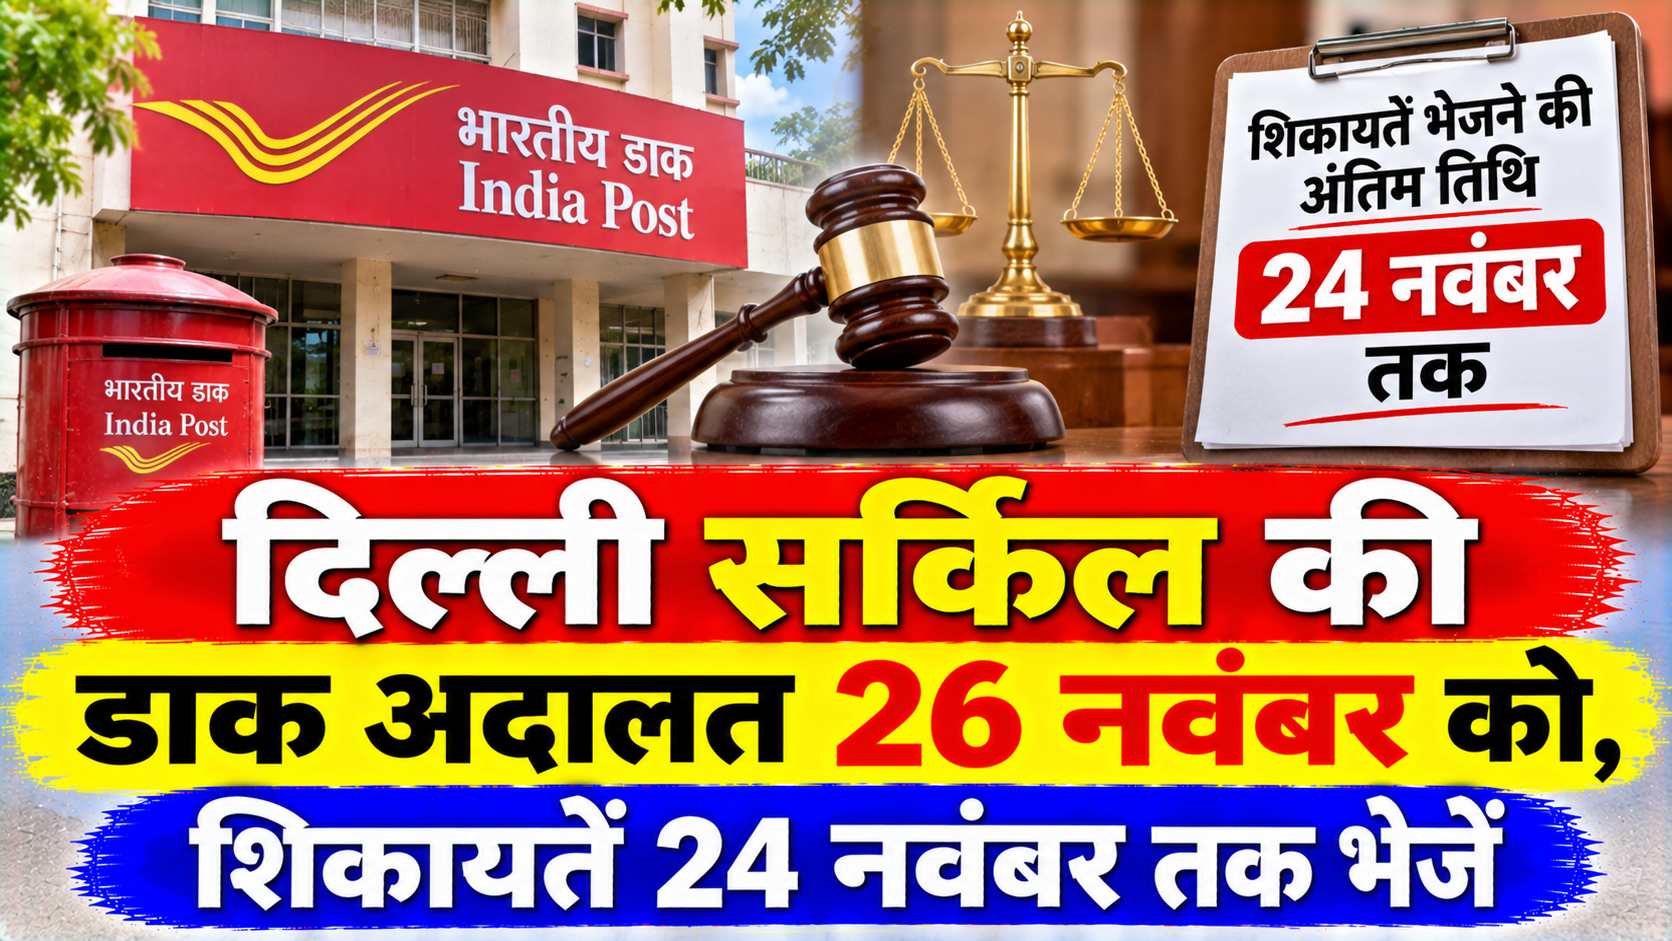 भारतीय डाक
India Post
शिकायतें भेजने की
अंतिम तिथि
24 नवंबर
तक
भारतीय डाक
India Post
दिल्ली सर्किल की
डाक अदालत 26 नवंबर को,
शिकायतें 24 नवंबर तक भेजें